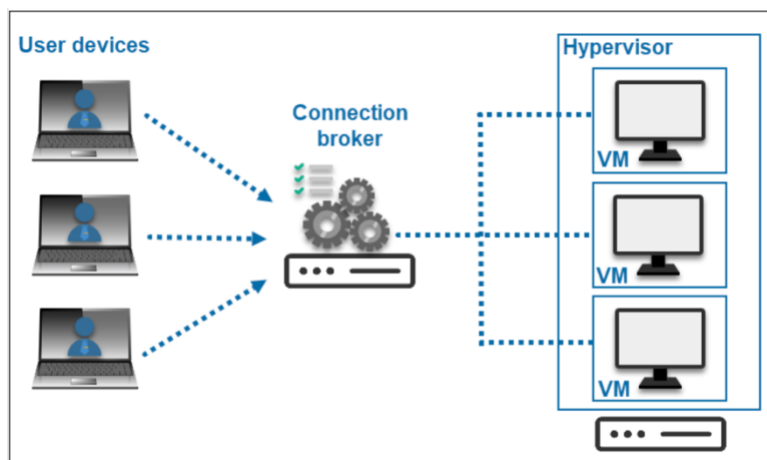 User devices
Connection
broker
Hypervisor
VM
VM
VM